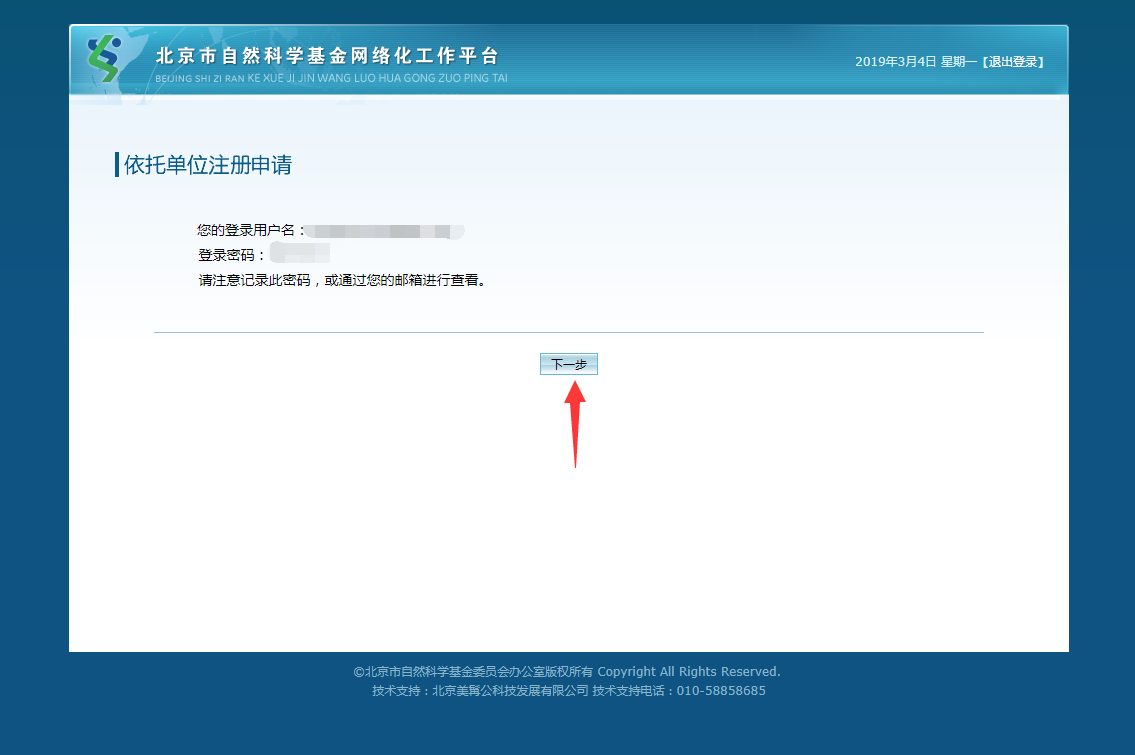 北京市自然科学基金网络化工作平台
BEIJING SHI ZI RAN KE XUE JI JIN WANG LUO HUA GONG ZUO PING TAI
2019年3月4日 星期一【退出登录】
依托单位注册申请
您的登录用户名：
登录密码：
请注意记录此密码，或通过您的邮箱进行查看。
下一步
©北京市自然科学基金委员会办公室版权所有 Copyright All Rights Reserved.
技术支持：北京美髯公科技发展有限公司 技术支持电话：010-58858685